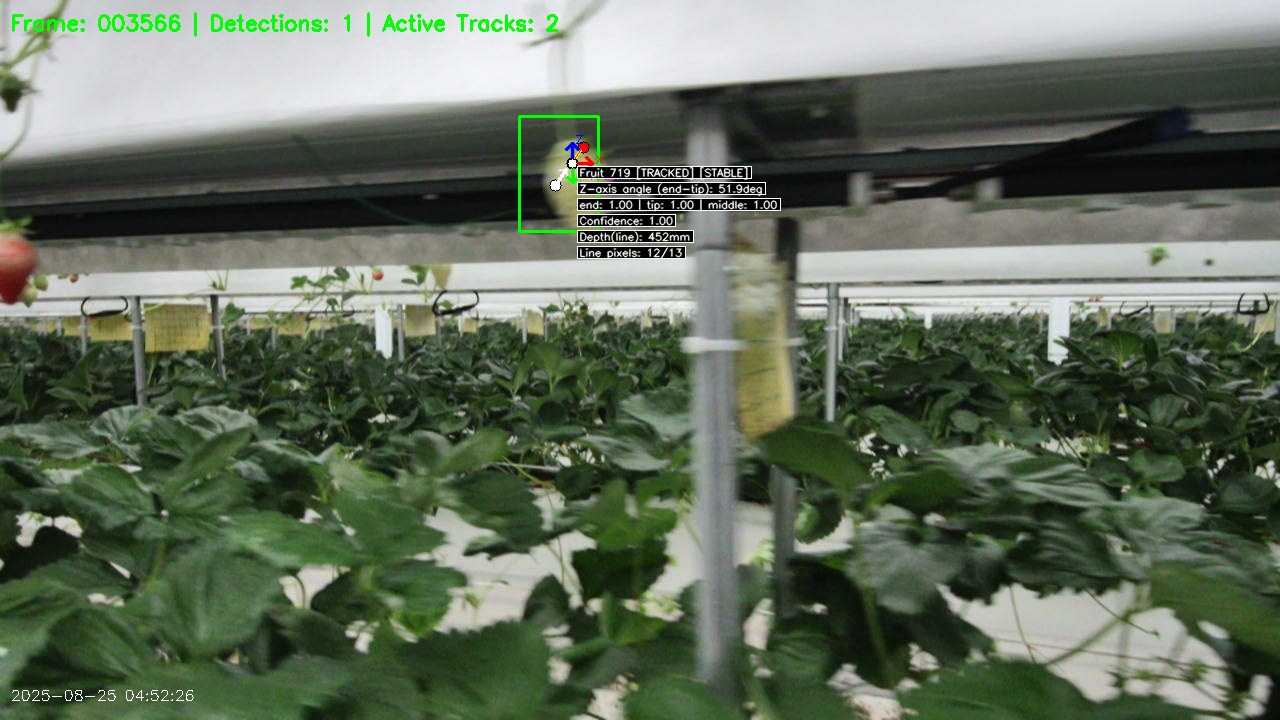 Frame: 003566 | Detections: 1 | Active Tracks: 2
Fruit 719 [TRACKED] [STABLE]
Z-axis angle (end-tip): 51.9deg
end: 1.00 | tip: 1.00 | middle: 1.00
Confidence: 1.00
Depth(line): 452mm
Line pixels: 12/13
2025-08-25 04:52:26